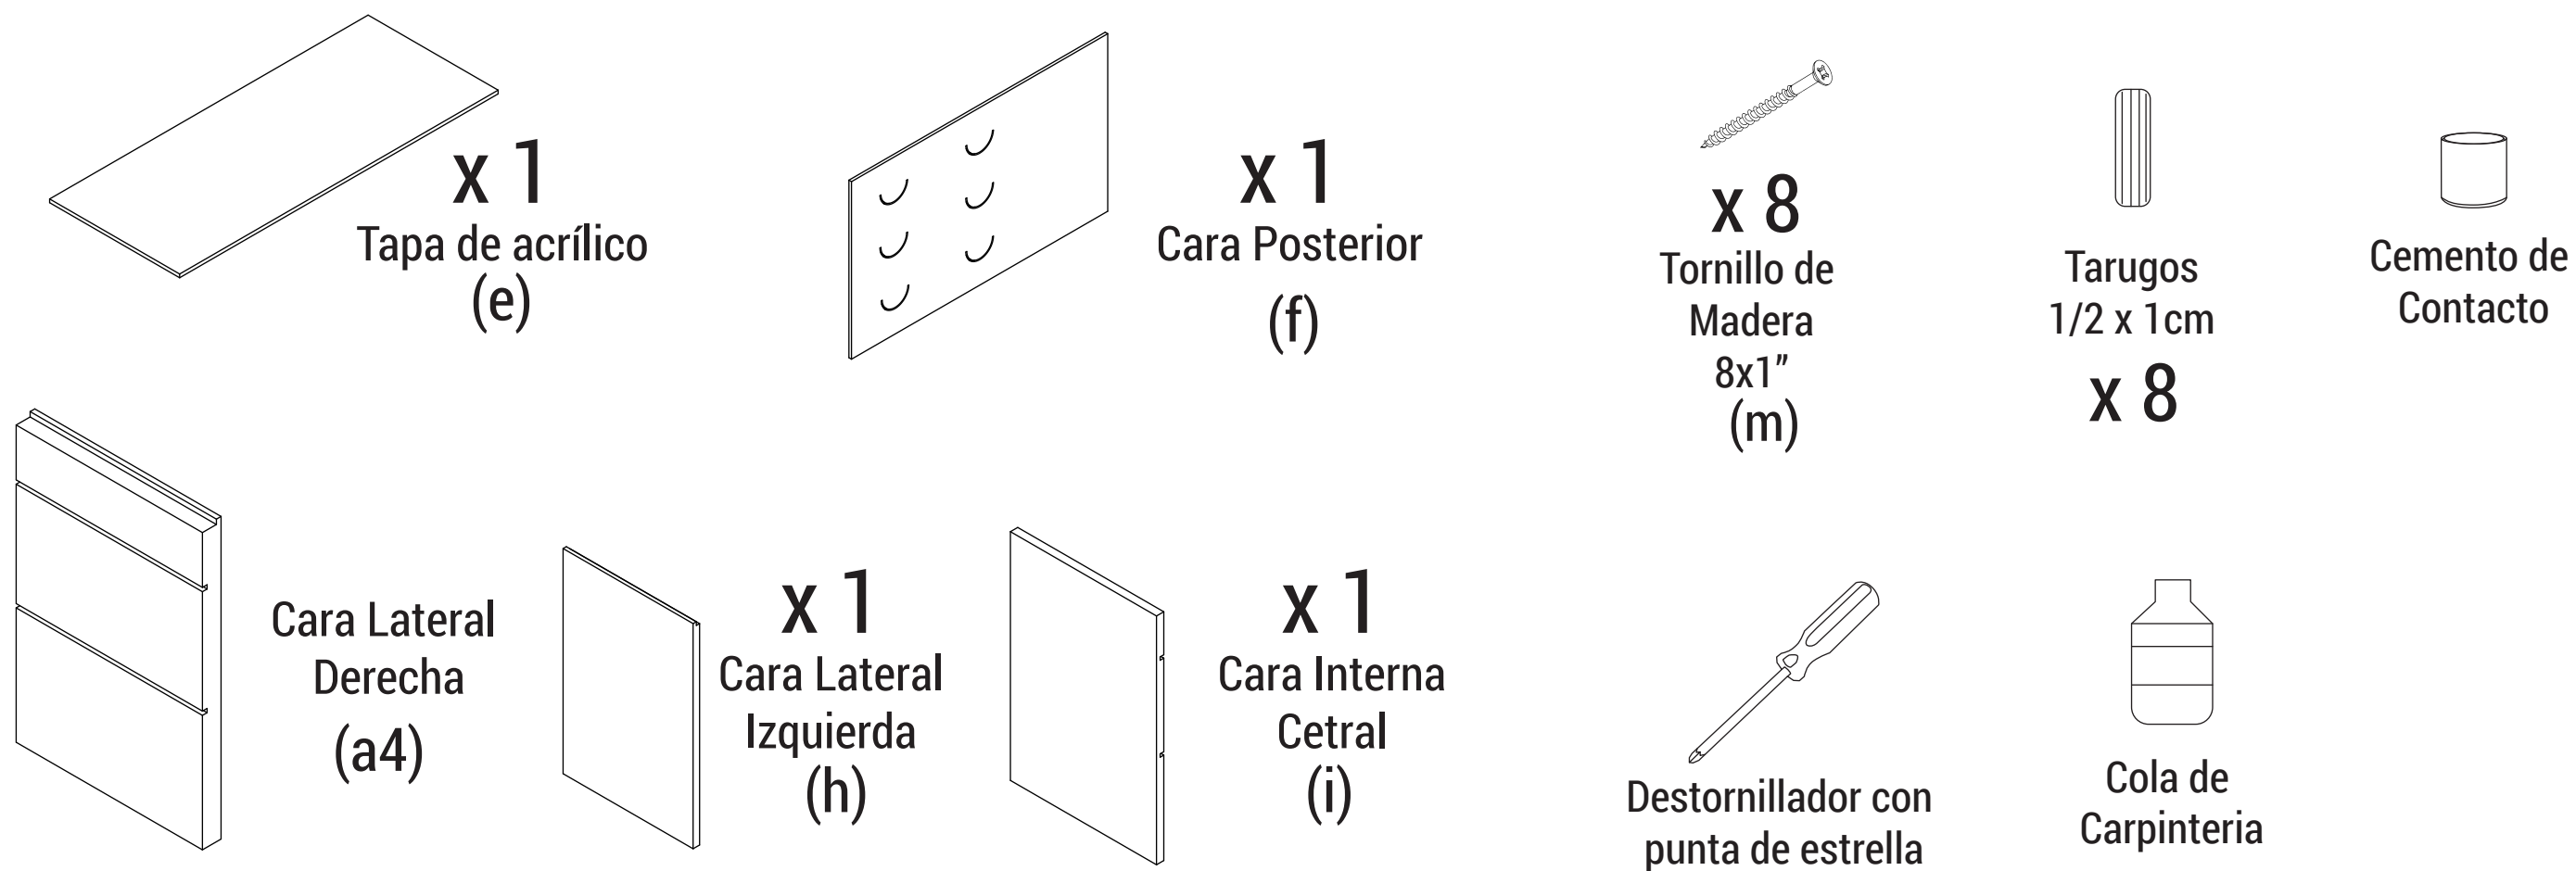 x 1
Tapa de acrílico
(e)
x 1
Cara Posterior
(f)
x 8
Tornillo de
Madera
8x1”
(m)
Tarugos
1/2 x 1cm
x 8
Cemento de
Contacto
Cara Lateral
Derecha
(a4)
x 1
Cara Lateral
Izquierda
(h)
x 1
Cara Interna
Cetral
(i)
Destornillador con
punta de estrella
Cola de
Carpinteria